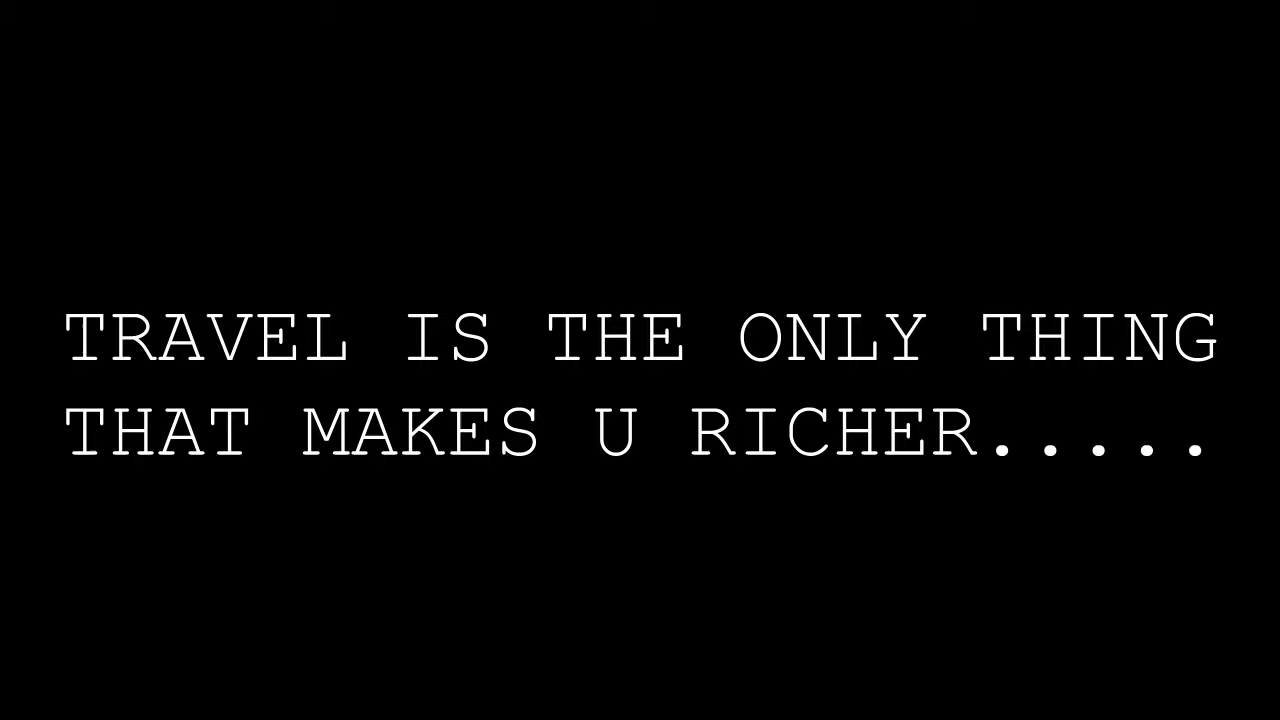 TRAVEL IS THE ONLY THING
THAT MAKES U RICHER.....